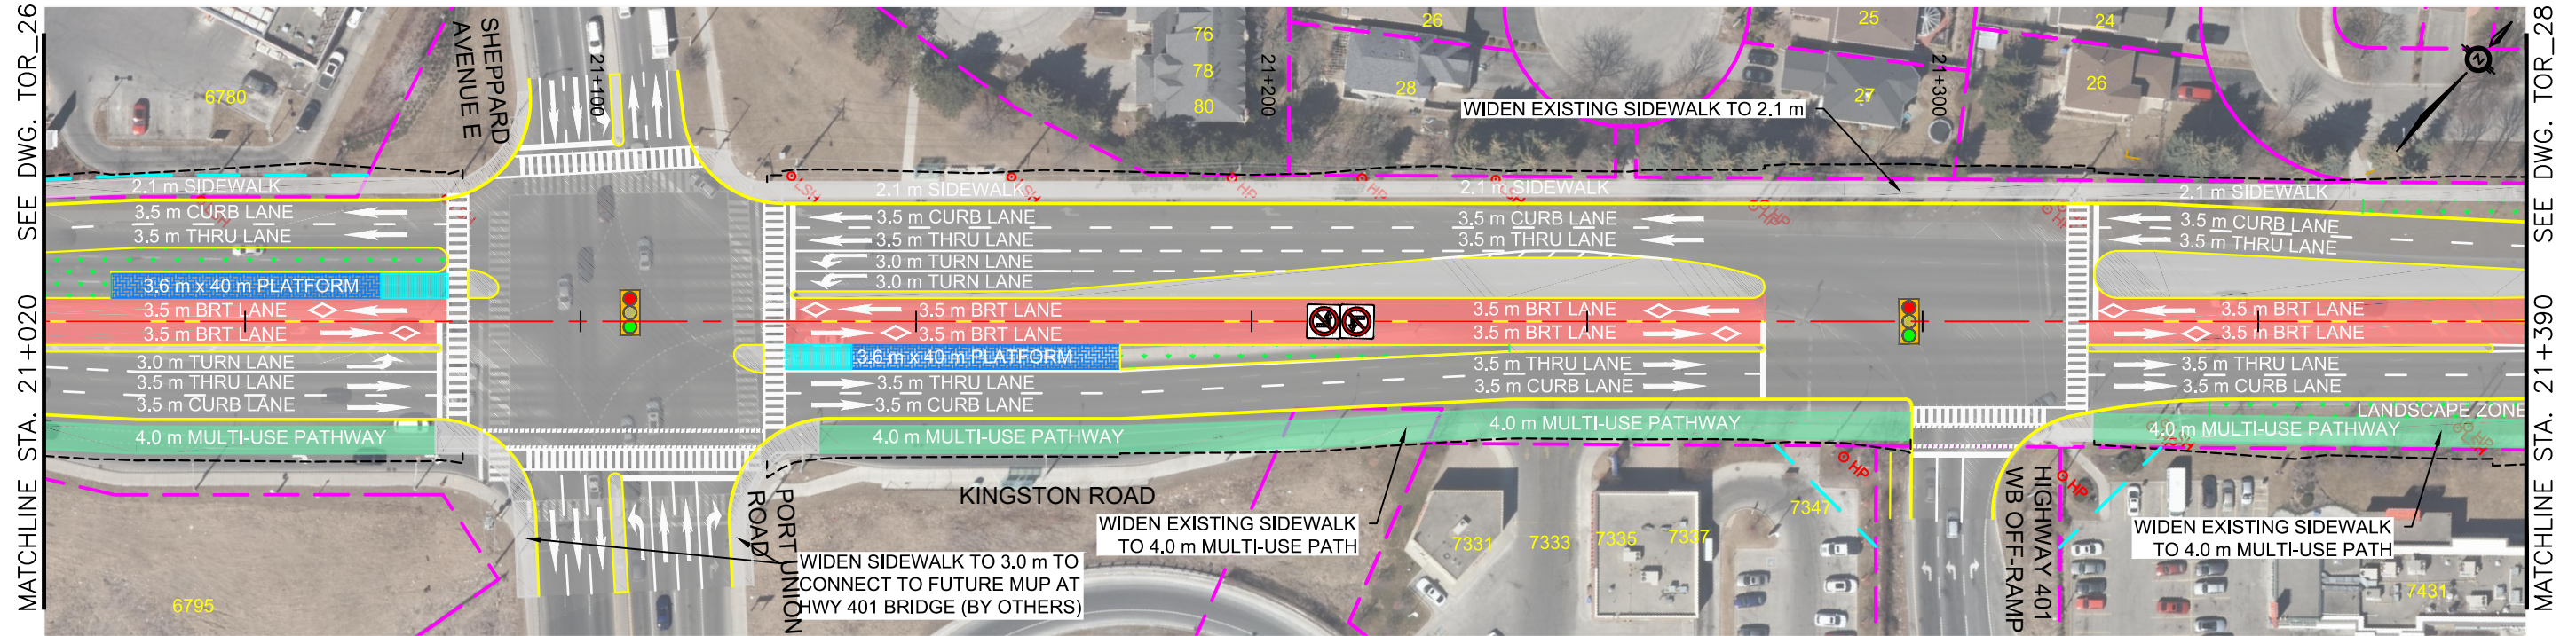 MATCHLINE STA. 21+020 SEE DWG. TOR_26
6780
SHEPPARD
AVENUE E
21+100
76
78
80
21+200
26
28
25
27
21+300
24
26
WIDEN EXISTING SIDEWALK TO 2.1 m
2.1 m SIDEWALK
2.1 m SIDEWALK
2.1 m SIDEWALK
2.1 m SIDEWALK
LSH
LSH
HP
HP
3.5 m CURB LANE
3.5 m THRU LANE
3.6 m x 40 m PLATFORM
3.5 m BRT LANE
3.5 m BRT LANE
3.0 m TURN LANE
3.5 m THRU LANE
3.5 m CURB LANE
4.0 m MULTI-USE PATHWAY
3.5 m CURB LANE
3.5 m THRU LANE
3.0 m TURN LANE
3.0 m TURN LANE
3.5 m BRT LANE
3.5 m BRT LANE
3.6 m x 40 m PLATFORM
3.5 m THRU LANE
3.5 m CURB LANE
4.0 m MULTI-USE PATHWAY
3.5 m CURB LANE
3.5 m THRU LANE
3.5 m BRT LANE
3.5 m BRT LANE
3.5 m THRU LANE
3.5 m CURB LANE
4.0 m MULTI-USE PATHWAY
3.5 m CURB LANE
3.5 m THRU LANE
3.5 m BRT LANE
3.5 m BRT LANE
3.5 m THRU LANE
3.5 m CURB LANE
LANDSCAPE ZONE
4.0 m MULTI-USE PATHWAY
6795
PORT UNION
ROAD
KINGSTON ROAD
WIDEN SIDEWALK TO 3.0 m TO
CONNECT TO FUTURE MUP AT
HWY 401 BRIDGE (BY OTHERS)
WIDEN EXISTING SIDEWALK
TO 4.0 m MULTI-USE PATH
7331
7333
7335
7337
7347
HP
HP
HIGHWAY 401
WB OFF-RAMP
WIDEN EXISTING SIDEWALK
TO 4.0 m MULTI-USE PATH
7431
N
MATCHLINE STA. 21+390 SEE DWG. TOR_28